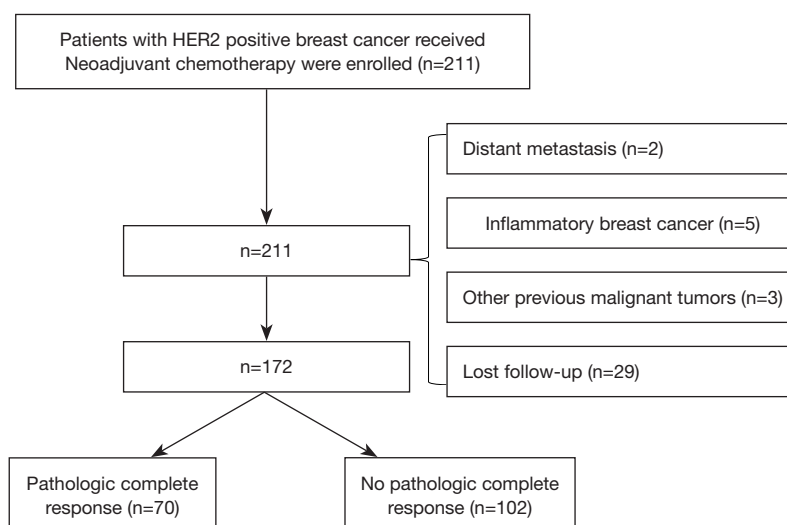 Patients with HER2 positive breast cancer received
Neoadjuvant chemotherapy were enrolled (n=211)
Distant metastasis (n=2)
Inflammatory breast cancer (n=5)
n=211
Other previous malignant tumors (n=3)
n=172
Lost follow-up (n=29)
Pathologic complete
response (n=70)
No pathologic complete
response (n=102)